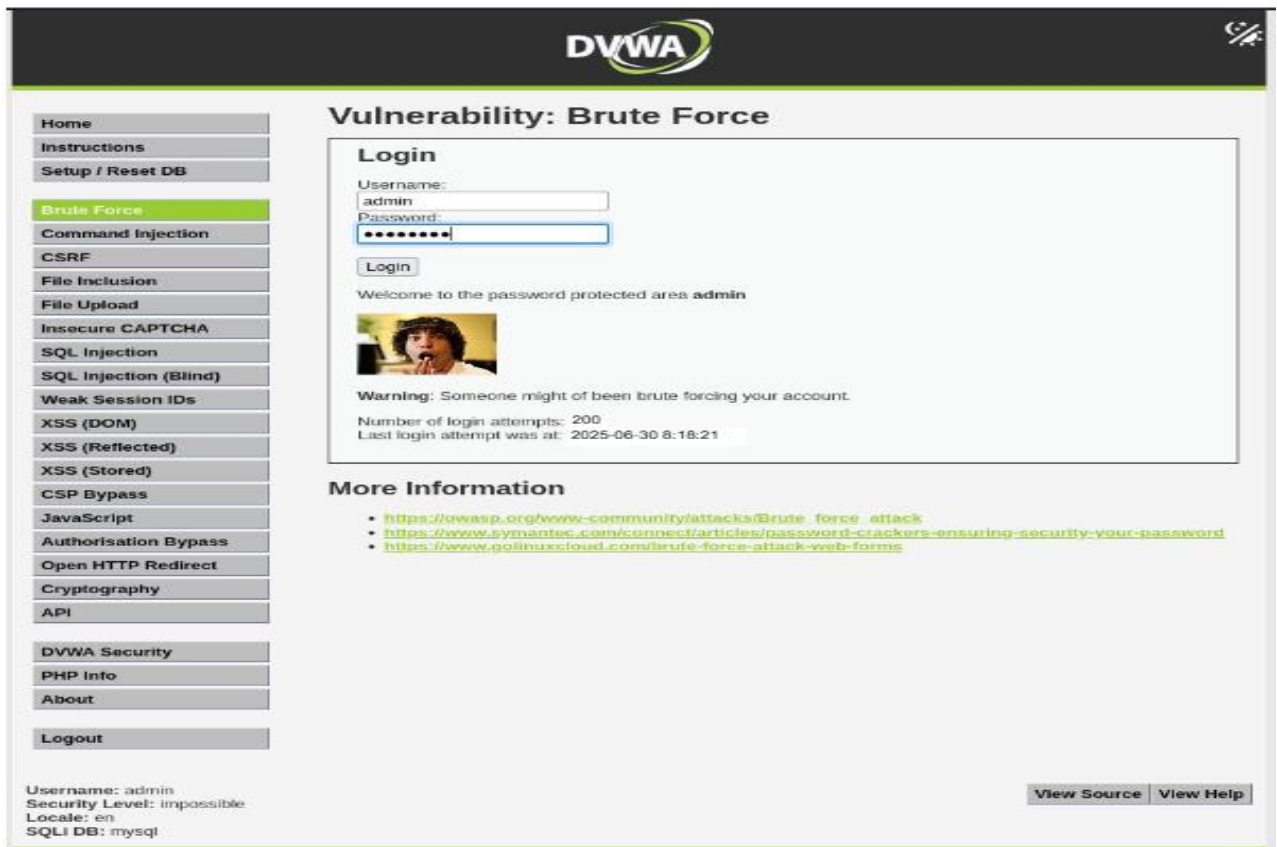 DVWA
Home
Instructions
Setup / Reset DB
Brute Force
Command Injection
CSRF
File Inclusion
File Upload
Insecure CAPTCHA
SQL Injection
SQL Injection (Blind)
Weak Session IDs
XSS (DOM)
XSS (Reflected)
XSS (Stored)
CSP Bypass
JavaScript
Authorisation Bypass
Open HTTP Redirect
Cryptography
API
DVWA Security
PHP Info
About
Logout
Vulnerability: Brute Force
Login
Username:
admin
Password:
••••••••
Login
Welcome to the password protected area admin
Warning: Someone might of been brute forcing your account.
Number of login attempts: 200
Last login attempt was at: 2025-06-30 8:18:21
More Information
• https://owasp.org/www-community/attacks/Brute_force_attack
• https://www.symantec.com/connect/articles/password-crackers-ensuring-security-your-password
• https://www.golinuxcloud.com/brute-force-attack-web-forms
Username: admin
Security Level: impossible
Locale: en
SQLi DB: mysql
View Source
View Help